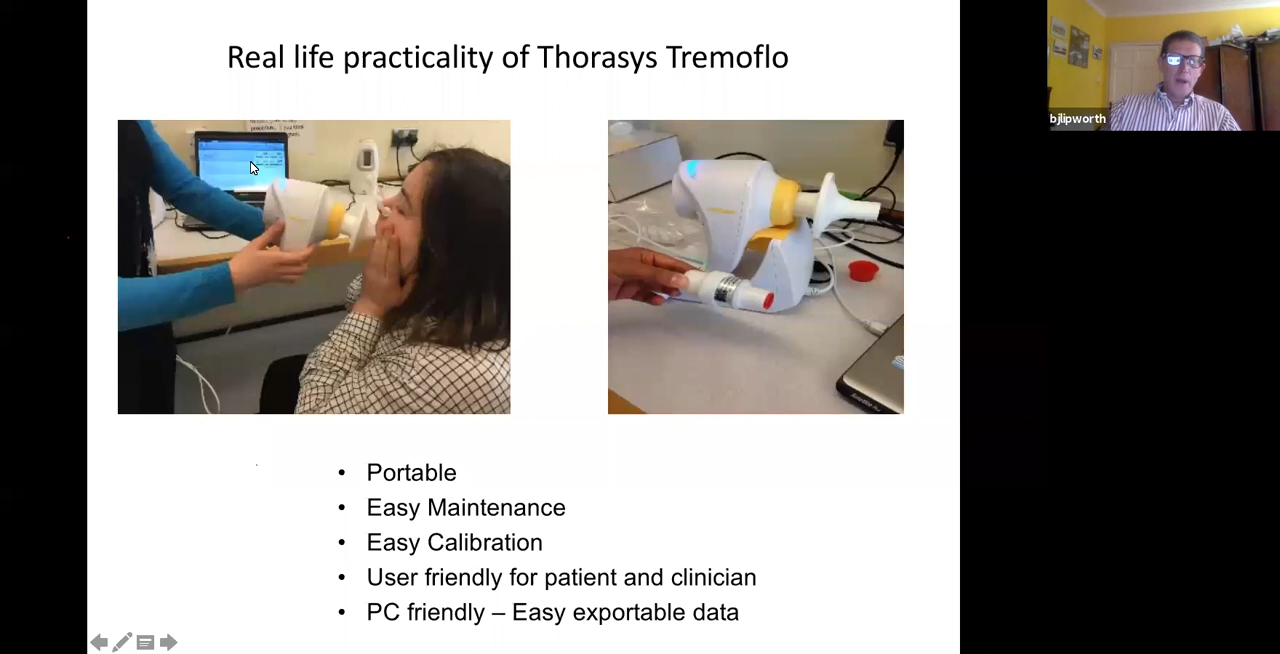 Real life practicality of Thorasys Tremoflo
bjlipworth
• Portable
• Easy Maintenance
• Easy Calibration
• User friendly for patient and clinician
• PC friendly – Easy exportable data